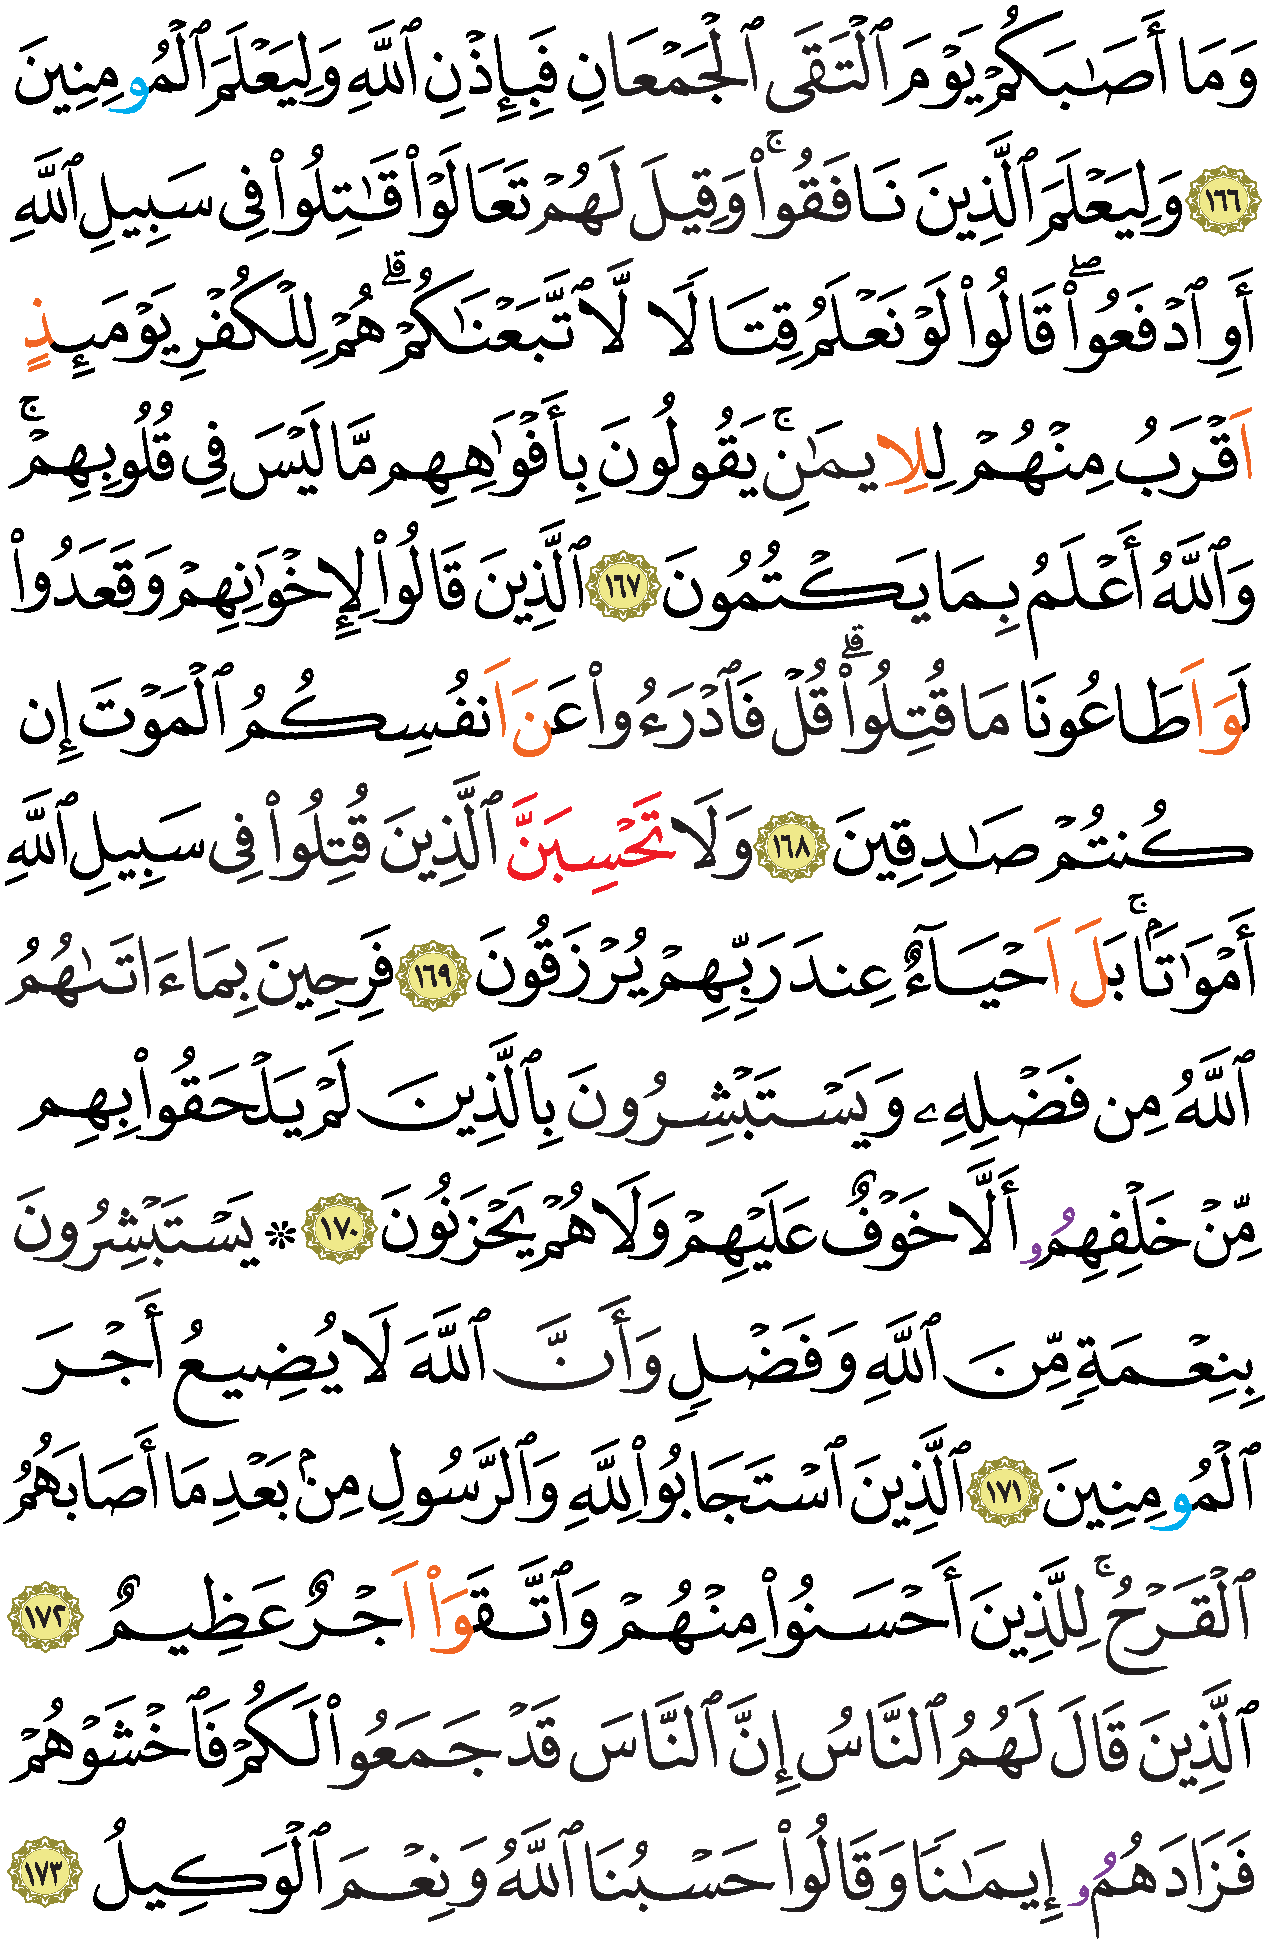 وَمَا أَصَٰبَكُمْ يَوْمَ ٱلْتَقَى ٱلْجَمْعَانِ فَبِإِذْنِ ٱللَّهِ وَلِيَعْلَمَ ٱلْمُومِنِينَ
١٦٦ وَلِيَعْلَمَ ٱلَّذِينَ نَافَقُواْۚ وَقِيلَ لَهُمْ تَعَالَوْاْ قَٰتِلُواْ فِى سَبِيلِ ٱللَّهِ
أَوِ ٱدْفَعُواْۖ قَالُواْ لَوْ نَعْلَمُ قِتَالًا لَّٱتَّبَعْنَٰكُمْۗ هُمْ لِلْكُفْرِ يَوْمَئِذٍ
اَقْرَبُ مِنْهُمْ لِلِايمَٰنِۚ يَقُولُونَ بِأَفْوَٰهِهِم مَّا لَيْسَ فِى قُلُوبِهِمْۚ
وَٱللَّهُ أَعْلَمُ بِمَا يَكْتُمُونَ ١٦٧ ٱلَّذِينَ قَالُواْ لِإِخْوَٰنِهِمْ وَقَعَدُواْ
لَوَ اَطَاعُونَا مَا قُتِلُواْۗ قُلْ فَٱدْرَءُواْ عَنَ اَنفُسِكُمُ ٱلْمَوْتَ إِن
كُنتُمْ صَٰدِقِينَ ١٦٨ وَلَا تَحْسِبَنَّ ٱلَّذِينَ قُتِلُواْ فِى سَبِيلِ ٱللَّهِ
أَمْوَٰتَۢاۚ بَلَ اَحْيَآءٌ عِندَ رَبِّهِمْ يُرْزَقُونَ ١٦٩ فَرِحِينَ بِمَا ءَاتَىٰهُمُ
ٱللَّهُ مِن فَضْلِهِۦ وَيَسْتَبْشِرُونَ بِٱلَّذِينَ لَمْ يَلْحَقُواْ بِهِم
مِّنْ خَلْفِهِمُۥ أَلَّا خَوْفٌ عَلَيْهِمْ وَلَا هُمْ يَحْزَنُونَ ١٧٠ ۞ يَسْتَبْشِرُونَ
بِنِعْمَةٍ مِّنَ ٱللَّهِ وَفَضْلٍ وَأَنَّ ٱللَّهَ لَا يُضِيعُ أَجْرَ
ٱلْمُومِنِينَ ١٧١ ٱلَّذِينَ ٱسْتَجَابُواْ لِلَّهِ وَٱلرَّسُولِ مِنۢ بَعْدِ مَا أَصَابَهُمُ
ٱلْقَرْحُۚ لِلَّذِينَ أَحْسَنُواْ مِنْهُمْ وَٱتَّقَوَاْ اَجْرٌ عَظِيمٌ ١٧٢
ٱلَّذِينَ قَالَ لَهُمُ ٱلنَّاسُ إِنَّ ٱلنَّاسَ قَدْ جَمَعُواْ لَكُمْ فَٱخْشَوْهُمْ
فَزَادَهُمُۥ إِيمَٰنًا وَقَالُواْ حَسْبُنَا ٱللَّهُ وَنِعْمَ ٱلْوَكِيلُ ١٧٣